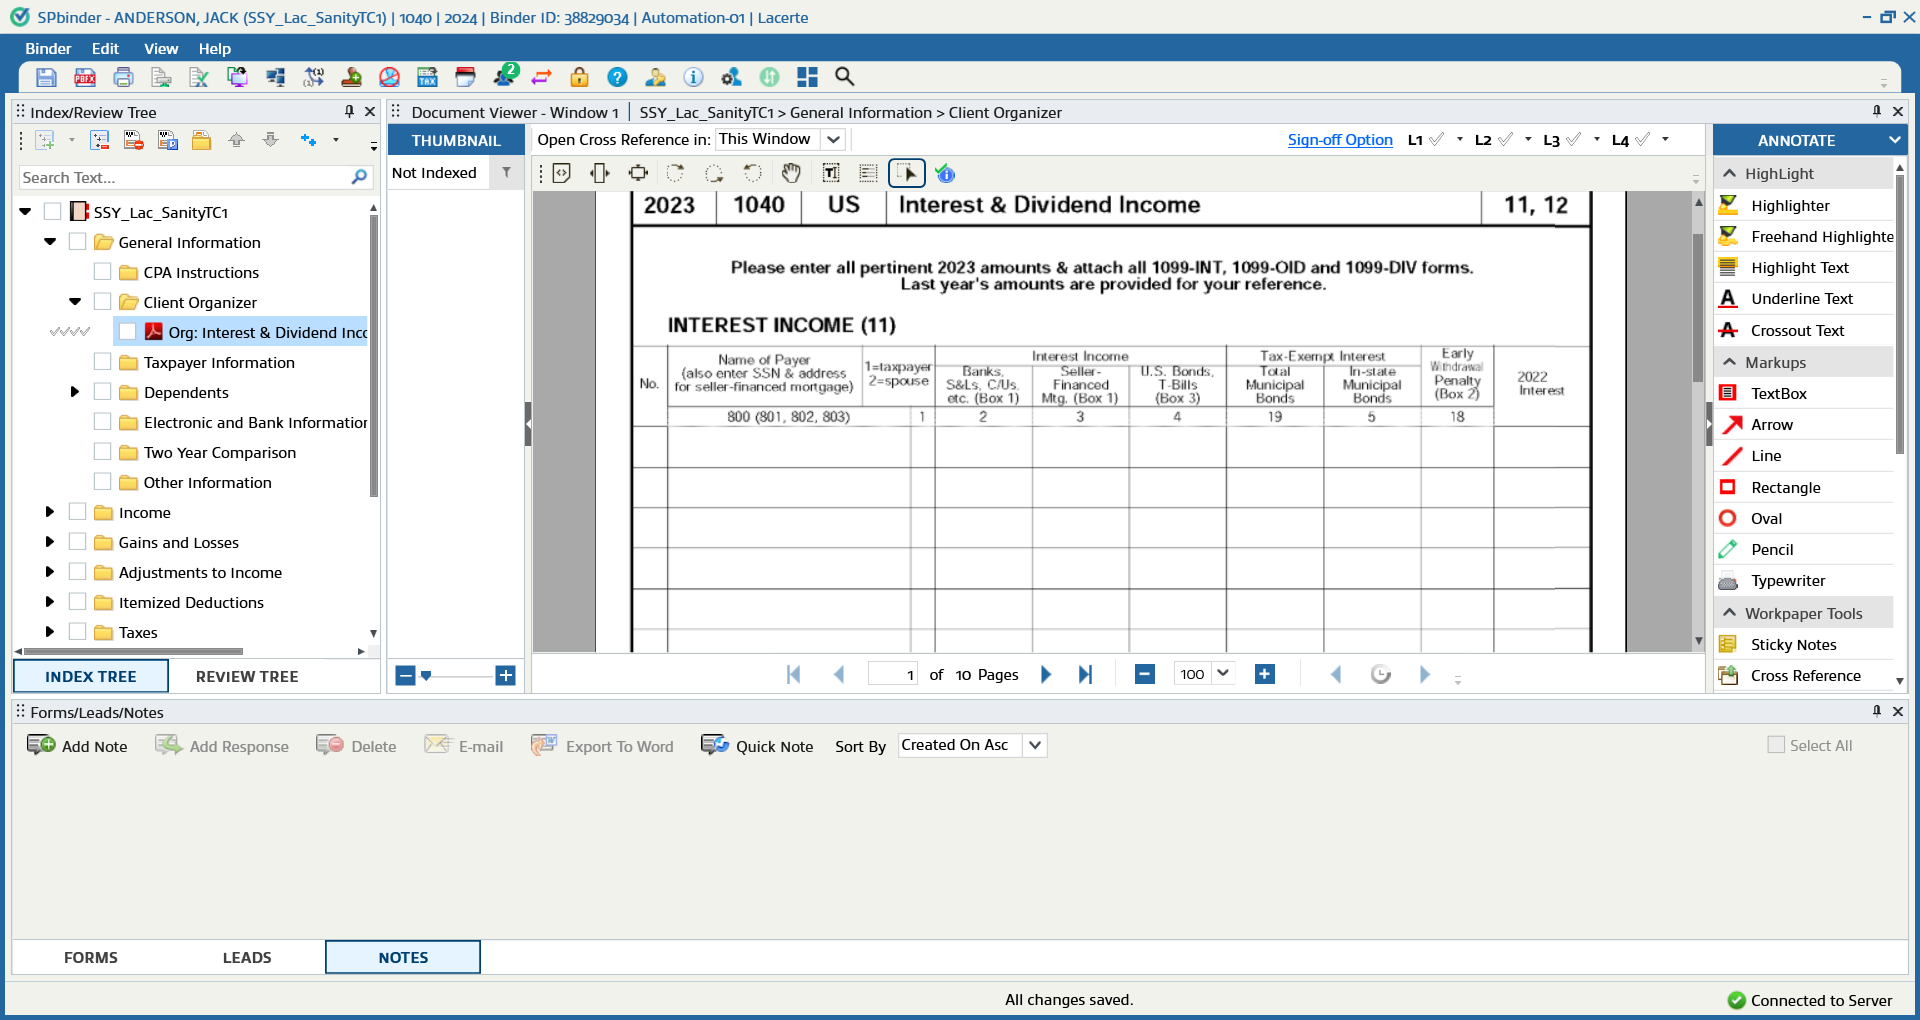 SPbinder - ANDERSON, JACK (SSY_Lac_SanityTC1) | 1040 | 2024 | Binder ID: 38829034 | Automation-01 | Lacerte
Binder Edit View Help
PBFX
TAX
2
Index/Review Tree
Document Viewer - Window 1 | SSY_Lac_SanityTC1 > General Information > Client Organizer
THUMBNAIL
Open Cross Reference in: This Window
Sign-off Option L1 L2 L3 L4
ANNOTATE
Search Text...
Not Indexed
SSY_Lac_SanityTC1
General Information
CPA Instructions
Client Organizer
Org: Interest & Dividend Inco
Taxpayer Information
Dependents
Electronic and Bank Information
Two Year Comparison
Other Information
Income
Gains and Losses
Adjustments to Income
Itemized Deductions
Taxes
INDEX TREE REVIEW TREE
2023 1040 US Interest & Dividend Income 11, 12
Please enter all pertinent 2023 amounts & attach all 1099-INT, 1099-OID and 1099-DIV forms.
Last year's amounts are provided for your reference.
INTEREST INCOME (11)
No.
Name of Payer
(also enter SSN & address
for seller-financed mortgage)
1=taxpayer
2=spouse
Interest Income
Banks,
S&Ls, C/Us,
etc. (Box 1)
Seller-
Financed
Mtg. (Box 1)
U.S. Bonds,
T-Bills
(Box 3)
Tax-Exempt Interest
Total
Municipal
Bonds
In-state
Municipal
Bonds
Early
Withdrawal
Penalty
(Box 2)
2022
Interest
800 (801, 802, 803) 1 2 3 4 19 5 18
1 of 10 Pages
100
HighLight
Highlighter
Freehand Highlighte
Highlight Text
Underline Text
Crossout Text
Markups
TextBox
Arrow
Line
Rectangle
Oval
Pencil
Typewriter
Workpaper Tools
Sticky Notes
Cross Reference
Forms/Leads/Notes
Add Note Add Response Delete E-mail Export To Word Quick Note Sort By Created On Asc Select All
FORMS LEADS NOTES
All changes saved.
Connected to Server